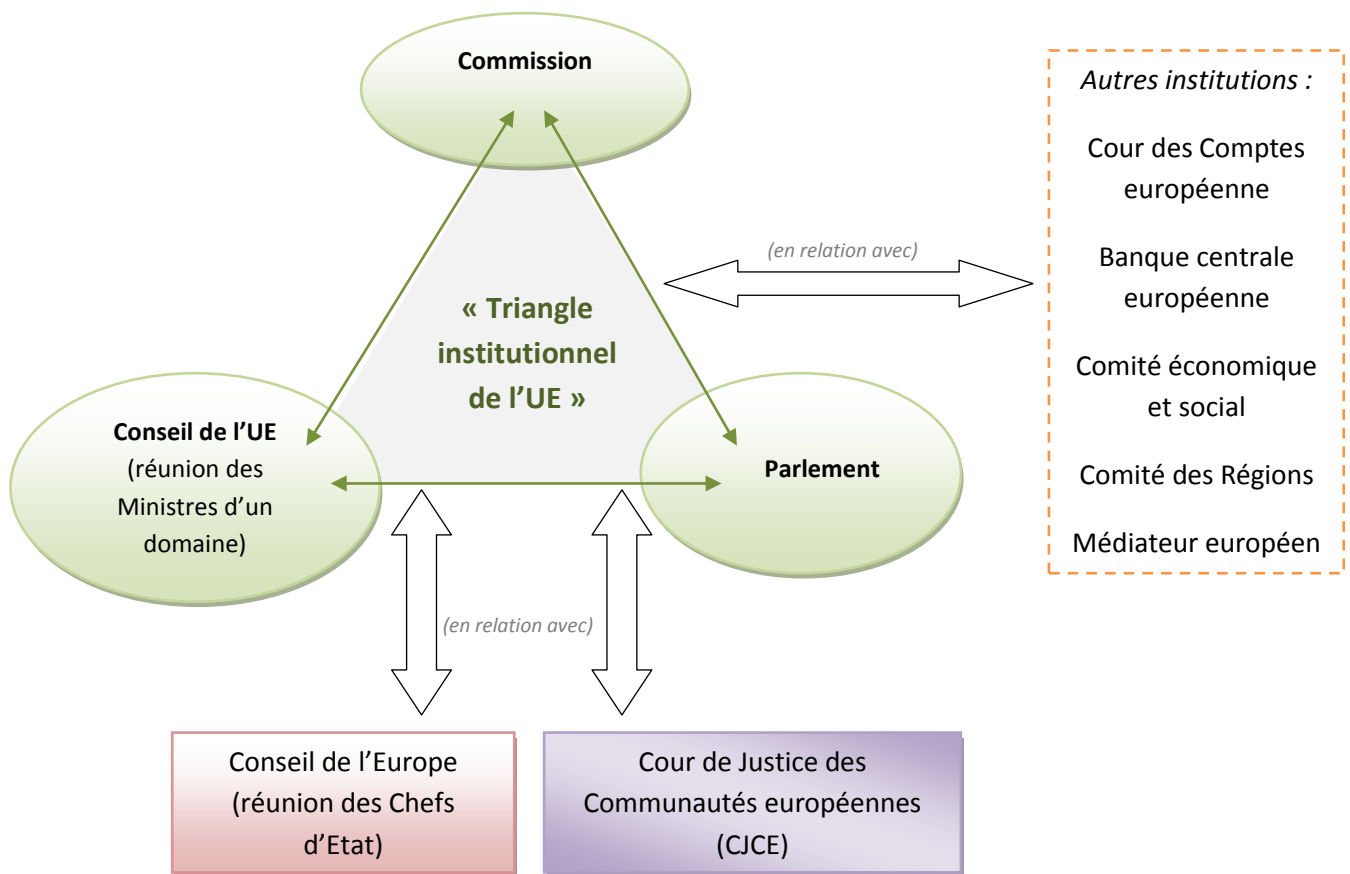 Commission
Autres institutions :
Cour des Comptes
européenne
Banque centrale
européenne
Comité économique
et social
Comité des Régions
Médiateur européen
(en relation avec)
« Triangle
institutionnel
de l’UE »
Conseil de l’UE
(réunion des
Ministres d’un
domaine)
Parlement
(en relation avec)
Conseil de l’Europe
(réunion des Chefs
d’Etat)
Cour de Justice des
Communautés européennes
(CJCE)